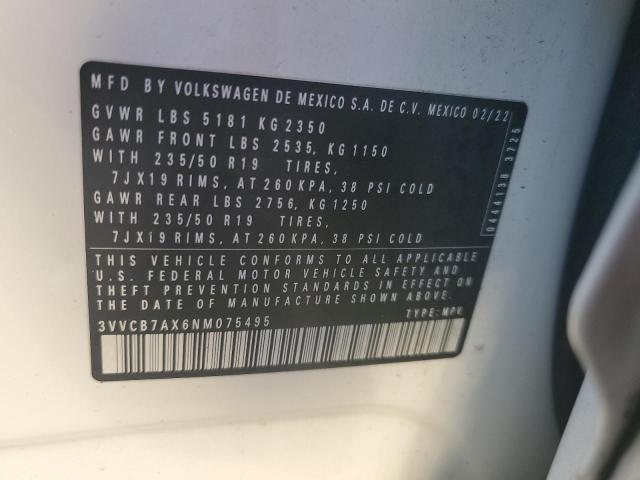 MFD BY VOLKSWAGEN DE MEXICO S.A. DE C.V. MEXICO 02/22
GVWR LBS 5181 KG 2350
GAWR FRONT LBS 2535, KG 1150
WITH 235/50 R19 TIRES,
7JX19 RIMS, AT 260 KPA, 38 PSI COLD
GAWR REAR LBS 2756, KG 1250
WITH 235/50 R19 TIRES,
7JX19 RIMS, AT 260 KPA, 38 PSI COLD
THIS VEHICLE CONFORMS TO ALL APPLICABLE
U.S. FEDERAL MOTOR VEHICLE SAFETY AND
THEFT PREVENTION STANDARDS IN EFFECT ON
THE DATE OF MANUFACTURE SHOWN ABOVE.
3VVCB7AX6NM075495 TYPE: MPV
0444138 3725